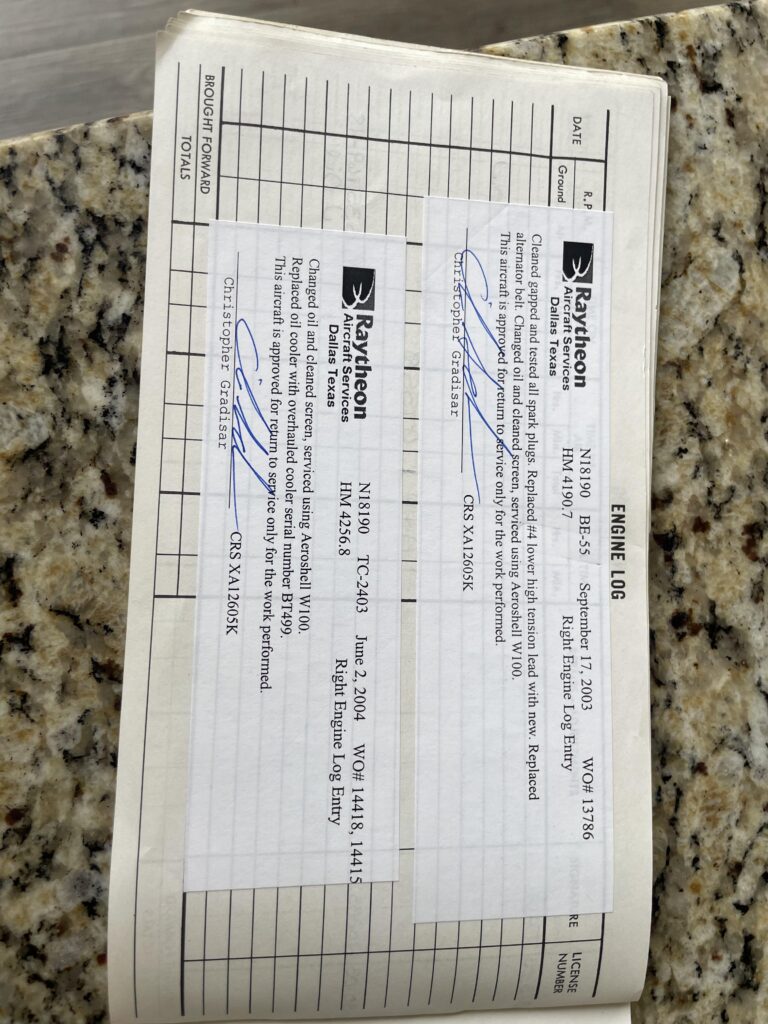 ENGINE LOG
DATE
Ground
LICENSE
NUMBER
Raytheon
Aircraft Services
Dallas Texas
N18190 BE-55 September 17, 2003 WO# 13786
HM 4190.7 Right Engine Log Entry
Cleaned gapped and tested all spark plugs. Replaced #4 lower high tension lead with new. Replaced
alternator belt. Changed oil and cleaned screen, serviced using Aeroshell W100.
This aircraft is approved for return to service only for the work performed.
CRS XA12605K
Christopher Gradisar
Raytheon
Aircraft Services
Dallas Texas
N18190 TC-2403 June 2, 2004 WO# 14418, 14415
HM 4256.8 Right Engine Log Entry
Changed oil and cleaned screen, serviced using Aeroshell W100.
Replaced oil cooler with overhauled cooler serial number BT499.
This aircraft is approved for return to service only for the work performed.
CRS XA12605K
Christopher Gradisar
BROUGHT FORWARD
TOTALS